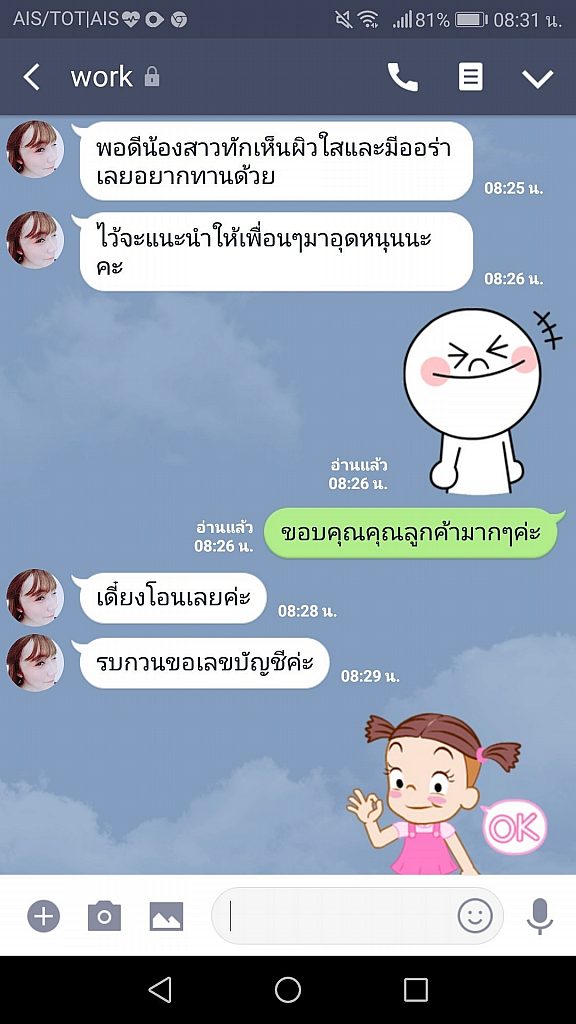 AIS/TOT|AIS 81% 08:31 น.
work
พอดีน้องสาวทักเห็นผิวใสและมีออร่า
เลยอยากทานด้วย
08:25 น.
ไว้จะแนะนำให้เพื่อนๆมาอุดหนุนนะ
คะ
08:26 น.
อ่านแล้ว
08:26 น.
อ่านแล้ว
08:26 น.
ขอบคุณคุณลูกค้ามากๆค่ะ
เดี๋ยงโอนเลยค่ะ
08:28 น.
รบกวนขอเลขบัญชีค่ะ
08:29 น.
OK